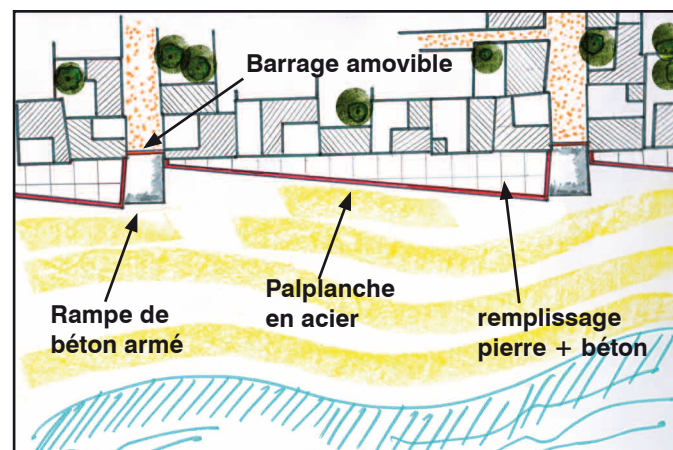 Barrage amovible
Rampe de
béton armé
Palplanche
en acier
remplissage
pierre + béton